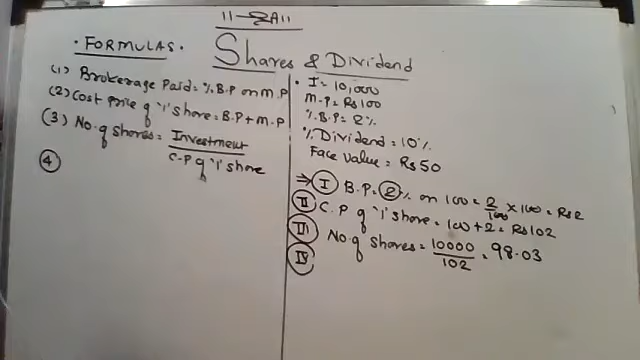 Shares & Dividend
• FORMULAS •
(1) Brokerage Paid = % B.P on M.P
(2) Cost Price of '1' share = B.P + M.P
(3) No. of shares = Investment
C.P of '1' share
(4)
• I = 10,000
M.P = Rs 100
% B.P = 2%
% Dividend = 10%
Face Value = Rs 50
⇒ I B.P = 2% on 100 = 2/100 × 100 = Rs 2
II C.P of '1' share = 100 + 2 = Rs 102
III No. of shares = 10000/102 = 98.03
IV